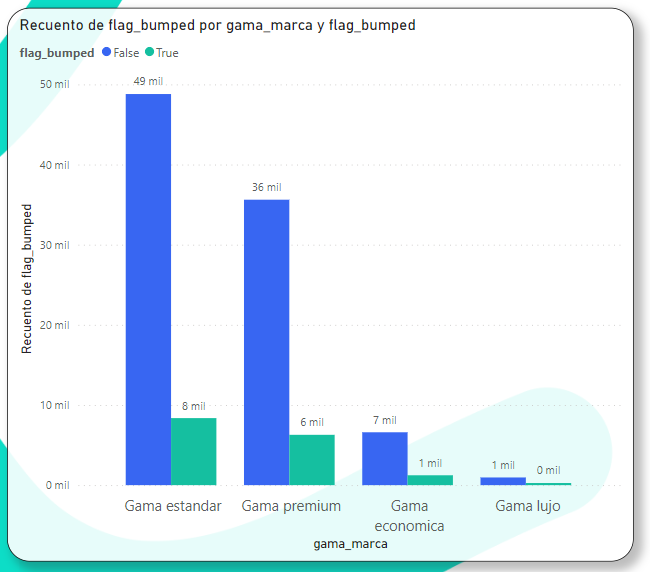 Recuento de flag_bumped por gama_marca y flag_bumped
flag_bumped False True
50 mil
40 mil
30 mil
20 mil
10 mil
0 mil
Recuento de flag_bumped
49 mil
8 mil
36 mil
6 mil
7 mil
1 mil
1 mil
0 mil
Gama estandar
Gama premium
Gama
economica
Gama lujo
gama_marca